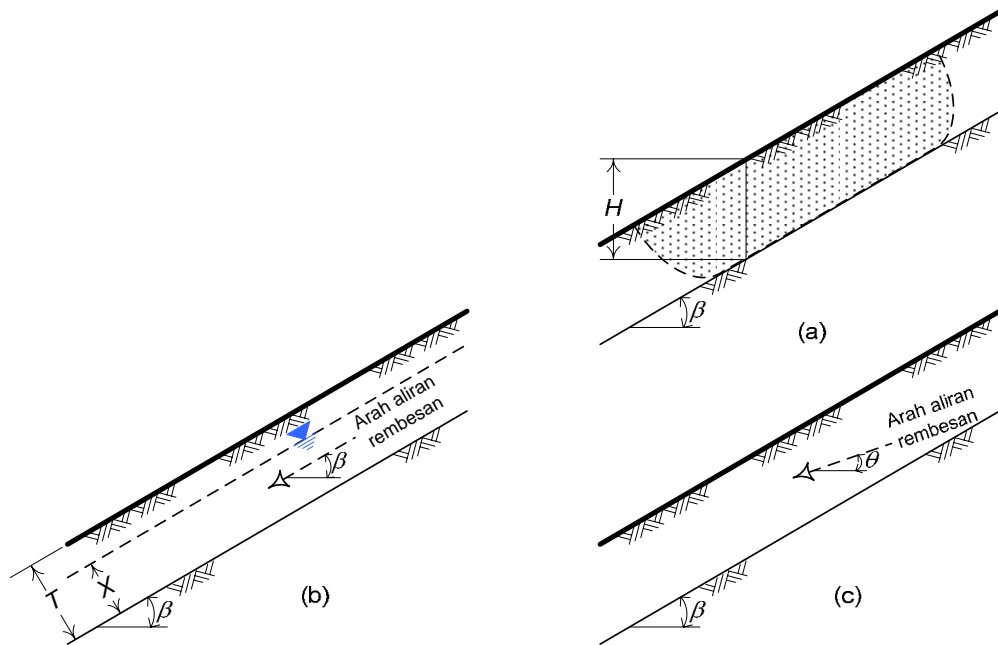 H
β
(a)
Arah aliran
rembesan
β
T
X
β
(b)
Arah aliran
rembesan
θ
β
(c)